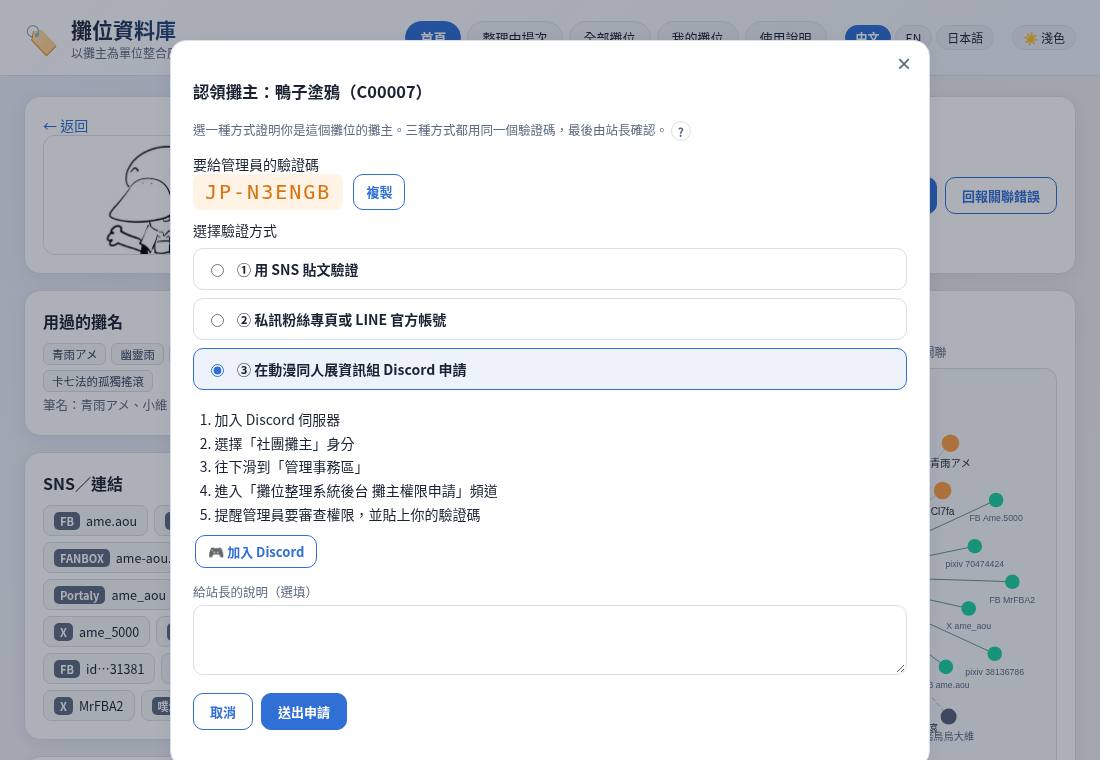 攤位資料庫
以攤主為單位整合
首頁
整理中場次
全部攤位
我的攤位
使用說明
中文
EN
日本語
淺色
← 返回
回報關聯錯誤
用過的攤名
青雨アメ
幽靈雨
卡七法的孤獨搖滾
筆名：青雨アメ、小維
SNS／連結
FB ame.aou
FANBOX ame-aou.
Portaly ame_aou
X ame_5000
FB id…31381
X MrFBA2
認領攤主：鴨子塗鴉（C00007）
選一種方式證明你是這個攤位的攤主。三種方式都用同一個驗證碼，最後由站長確認。 ?
要給管理員的驗證碼
JP-N3ENGB
複製
選擇驗證方式
① 用 SNS 貼文驗證
② 私訊粉絲專頁或 LINE 官方帳號
③ 在動漫同人展資訊組 Discord 申請
1. 加入 Discord 伺服器
2. 選擇「社團攤主」身分
3. 往下滑到「管理事務區」
4. 進入「攤位整理系統後台 攤主權限申請」頻道
5. 提醒管理員要審查權限，並貼上你的驗證碼
加入 Discord
給站長的說明（選填）
取消
送出申請
青雨アメ
Cl7fa
FB Ame.5000
pixiv 70474424
FB MrFBA2
X ame_aou
pixiv 38136786
ame.aou
烏烏大維